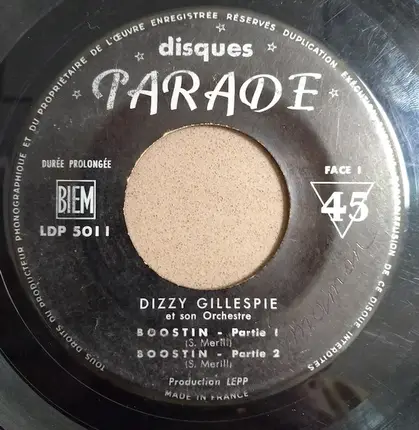 TOUS DROITS DU PRODUCTEUR PHONOGRAPHIQUE ET DU PROPRIÉTAIRE DE L'ŒUVRE ENREGISTRÉE RÉSERVÉS DUPLICATION EXÉCUTION DE CE DISQUE INTERDITES
disques
PARADE
DURÉE PROLONGÉE
BIEM
LDP 5011
FACE 1
45
DIZZY GILLESPIE
et son Orchestre
BOOSTIN - Partie 1
(S. Merill)
BOOSTIN - Partie 2
(S. Merill)
Production LEPP
MADE IN FRANCE